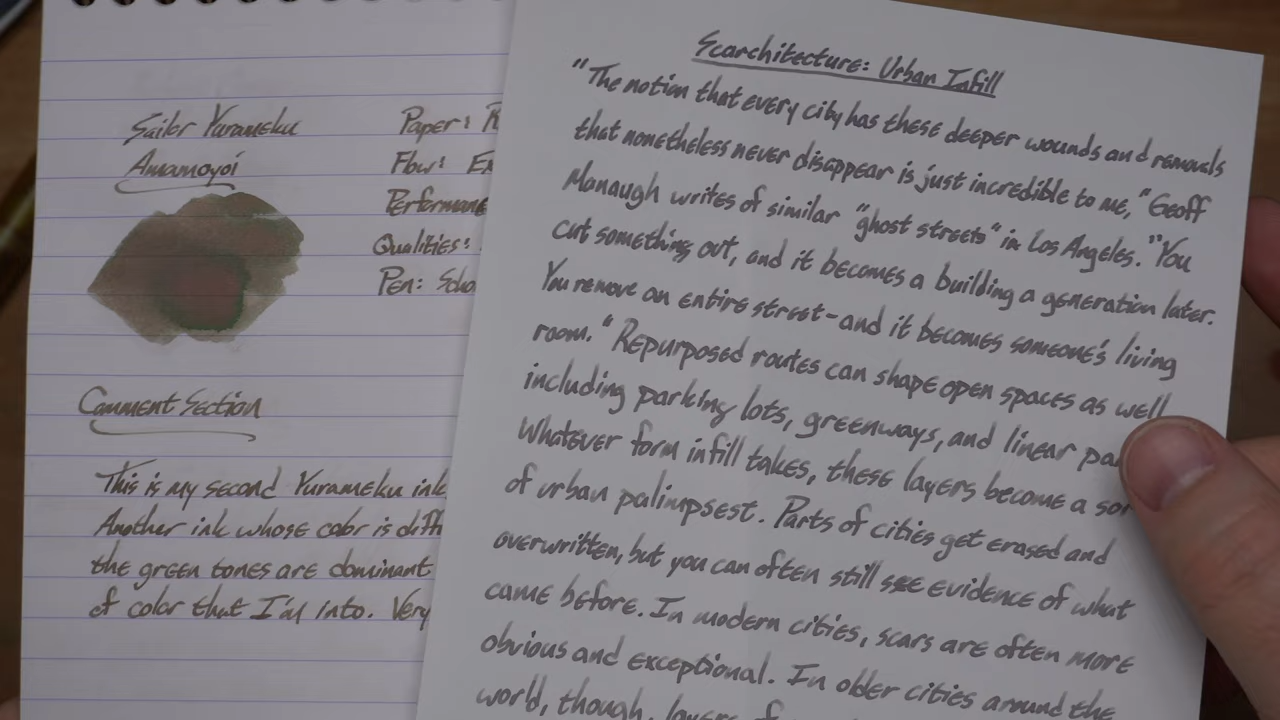 Sailor Yurameku
Amamoyoi
Paper: R
Flow: Ex
Performanc
Qualities:
Pen: Scho
Comment Section
This is my second Yurameku ink
Another ink whose color is diff
the green tones are dominant
of color that I'm into. Very
Scarchitecture: Urban Infill
"The notion that every city has these deeper wounds and removals
that nonetheless never disappear is just incredible to me," Geoff
Manaugh writes of similar "ghost streets" in Los Angeles. "You
cut something out, and it becomes a building a generation later.
You remove an entire street-and it becomes someone's living
room." Repurposed routes can shape open spaces as well
including parking lots, greenways, and linear pa
Whatever form infill takes, these layers become a sor
of urban palimpsest. Parts of cities get erased and
overwritten, but you can often still see evidence of what
came before. In modern cities, scars are often more
obvious and exceptional. In older cities around the
world, though, layers of